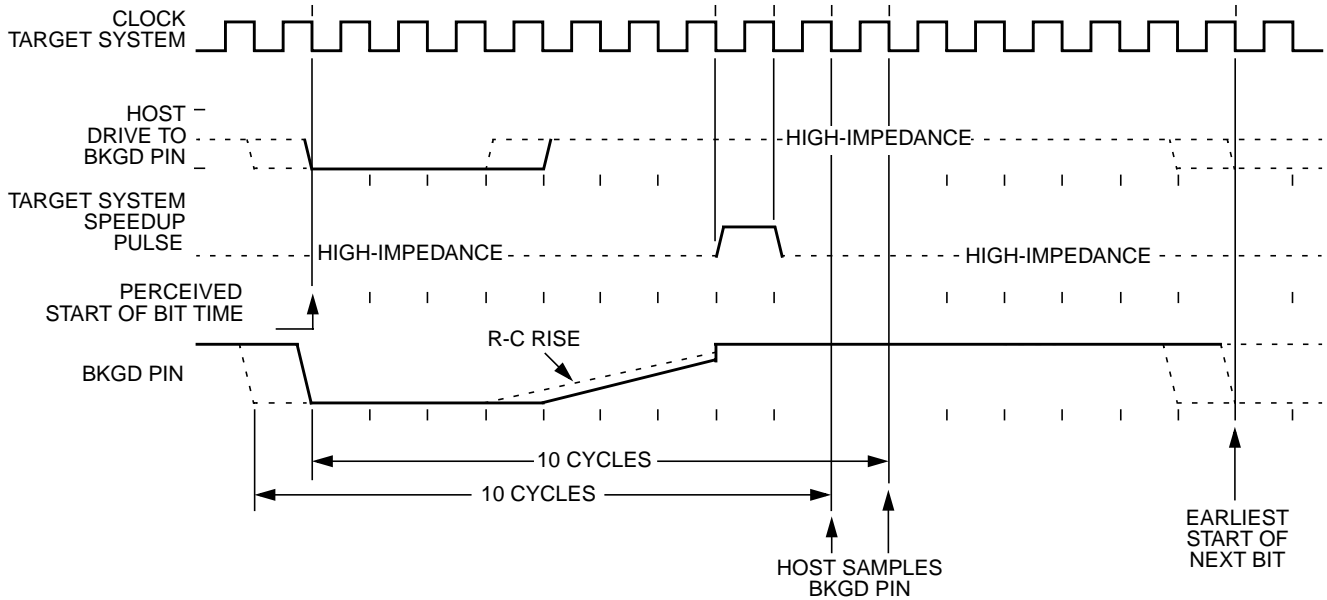 CLOCK
TARGET SYSTEM
HOST
DRIVE TO
BKGD PIN
HIGH-IMPEDANCE
TARGET SYSTEM
SPEEDUP
PULSE
HIGH-IMPEDANCE
HIGH-IMPEDANCE
PERCEIVED
START OF BIT TIME
R-C RISE
BKGD PIN
10 CYCLES
10 CYCLES
HOST SAMPLES
BKGD PIN
EARLIEST
START OF
NEXT BIT